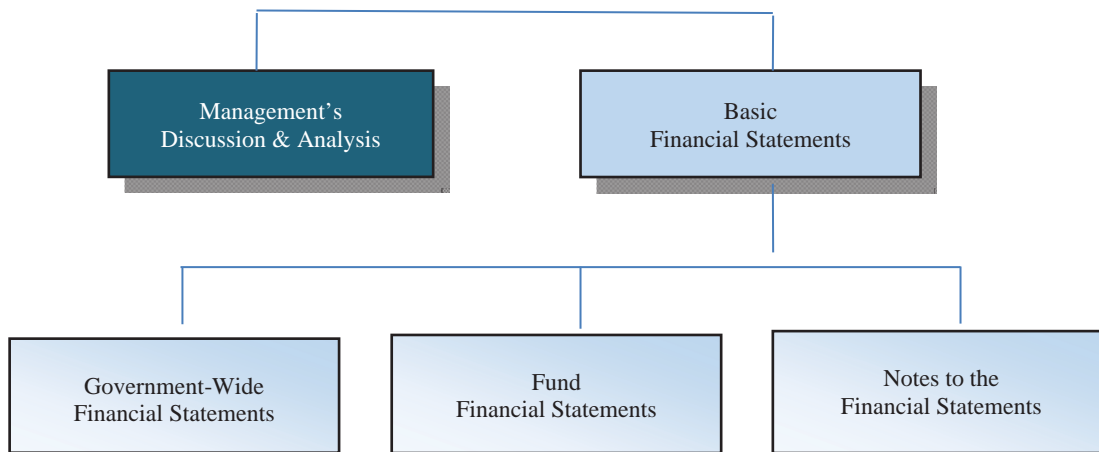 Management’s
Discussion & Analysis
Basic
Financial Statements
Government-Wide
Financial Statements
Fund
Financial Statements
Notes to the
Financial Statements